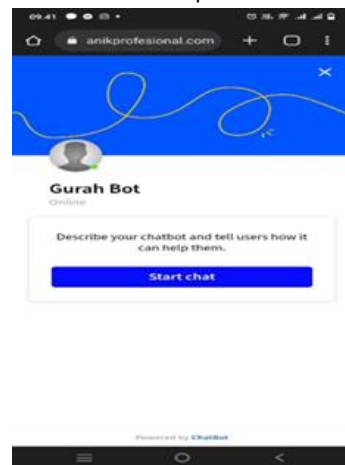 09.41
anikprofesional.com
Gurah Bot
Online
Describe your chatbot and tell users how it
can help them.
Start chat
Powered by ChatBot